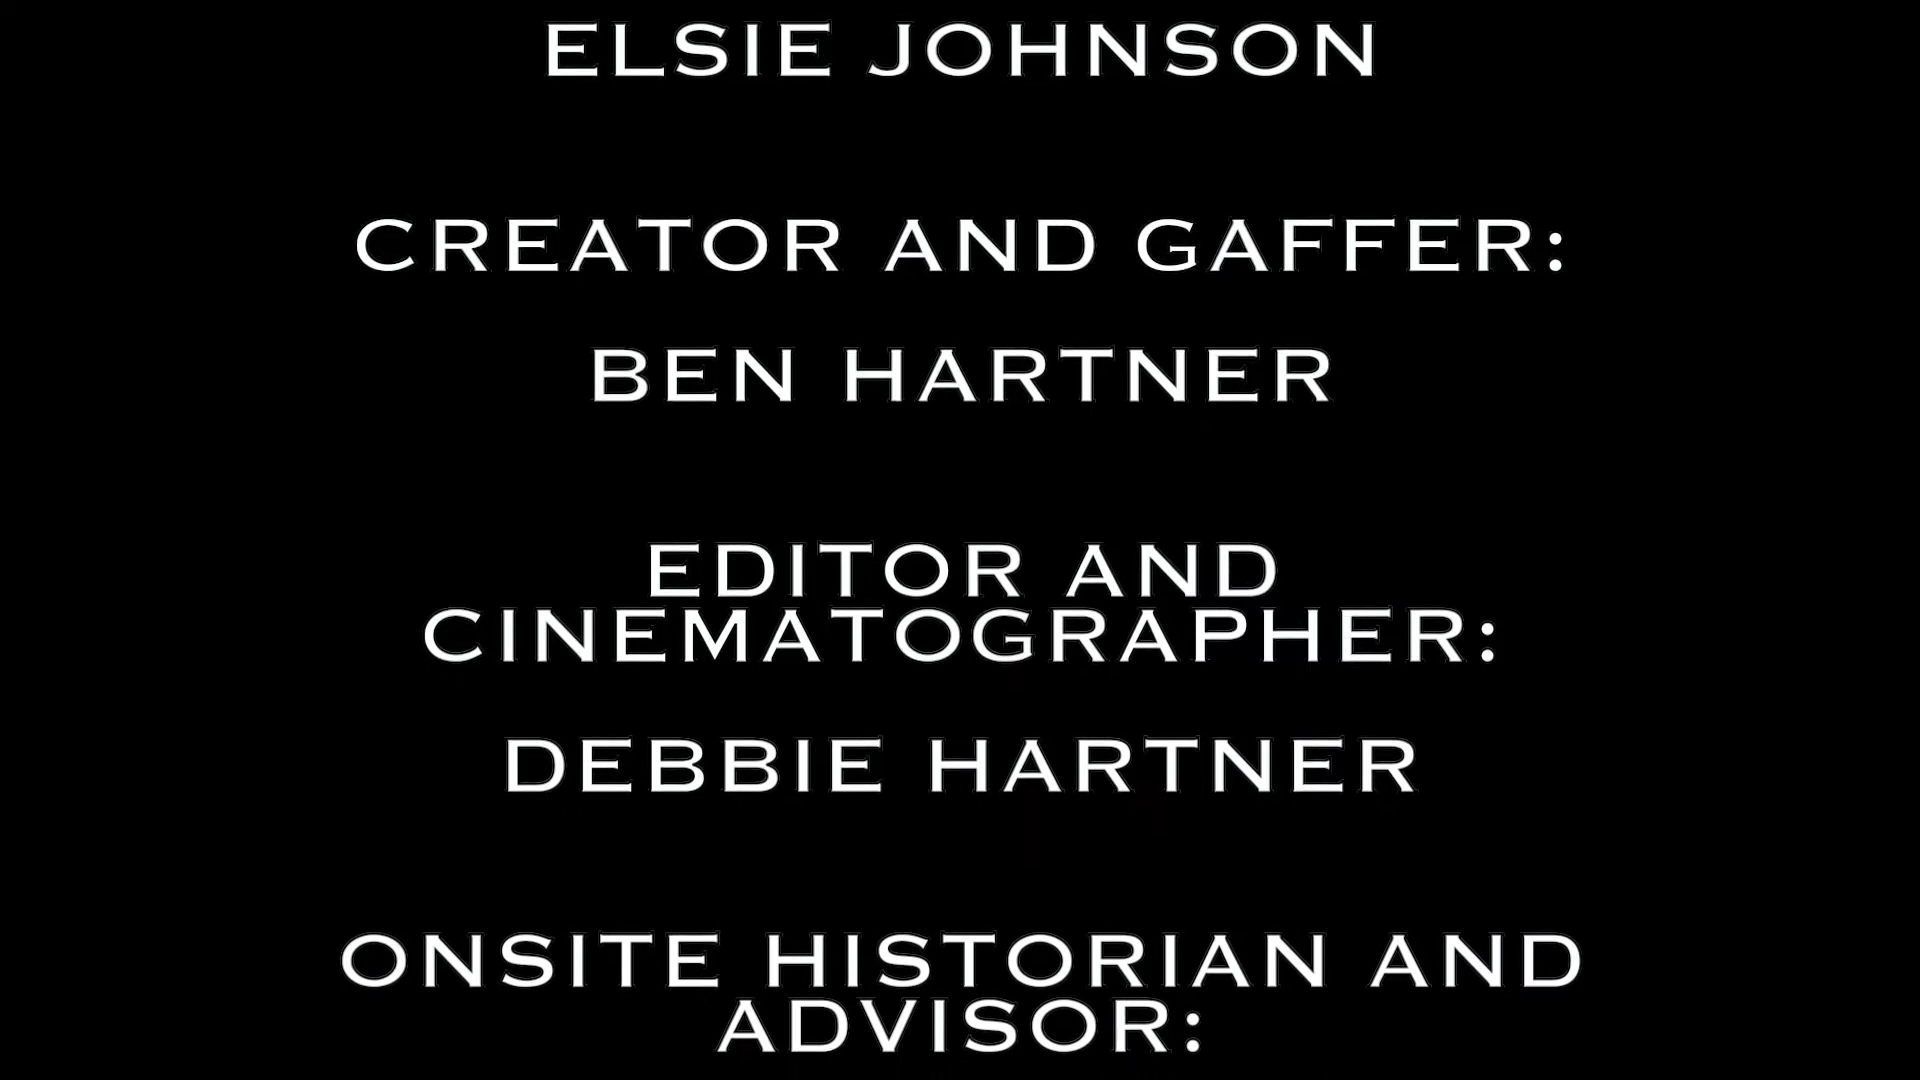 ELSIE JOHNSON
CREATOR AND GAFFER:
BEN HARTNER
EDITOR AND
CINEMATOGRAPHER:
DEBBIE HARTNER
ONSITE HISTORIAN AND
ADVISOR: